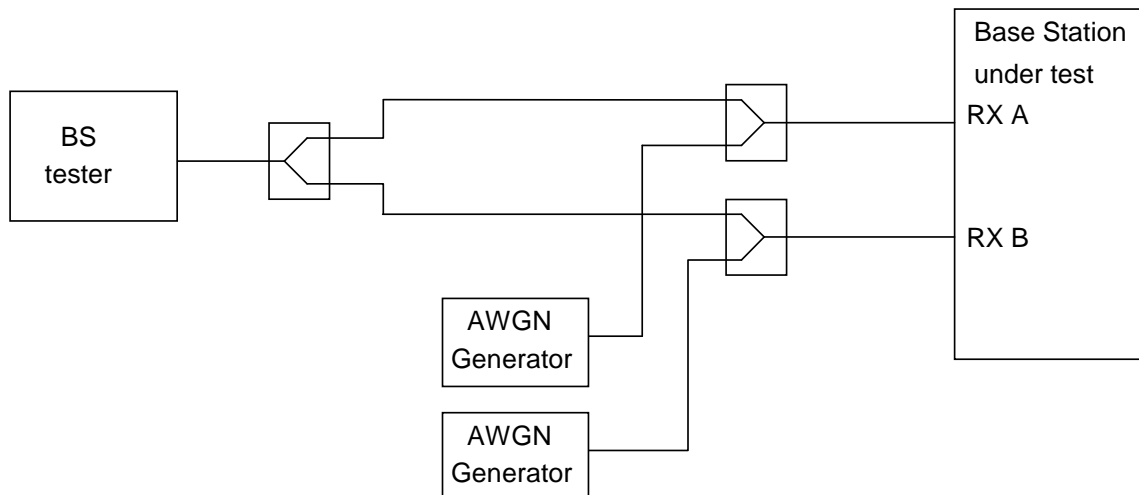 BS
tester
Base Station
under test
RX A
RX B
AWGN
Generator
AWGN
Generator